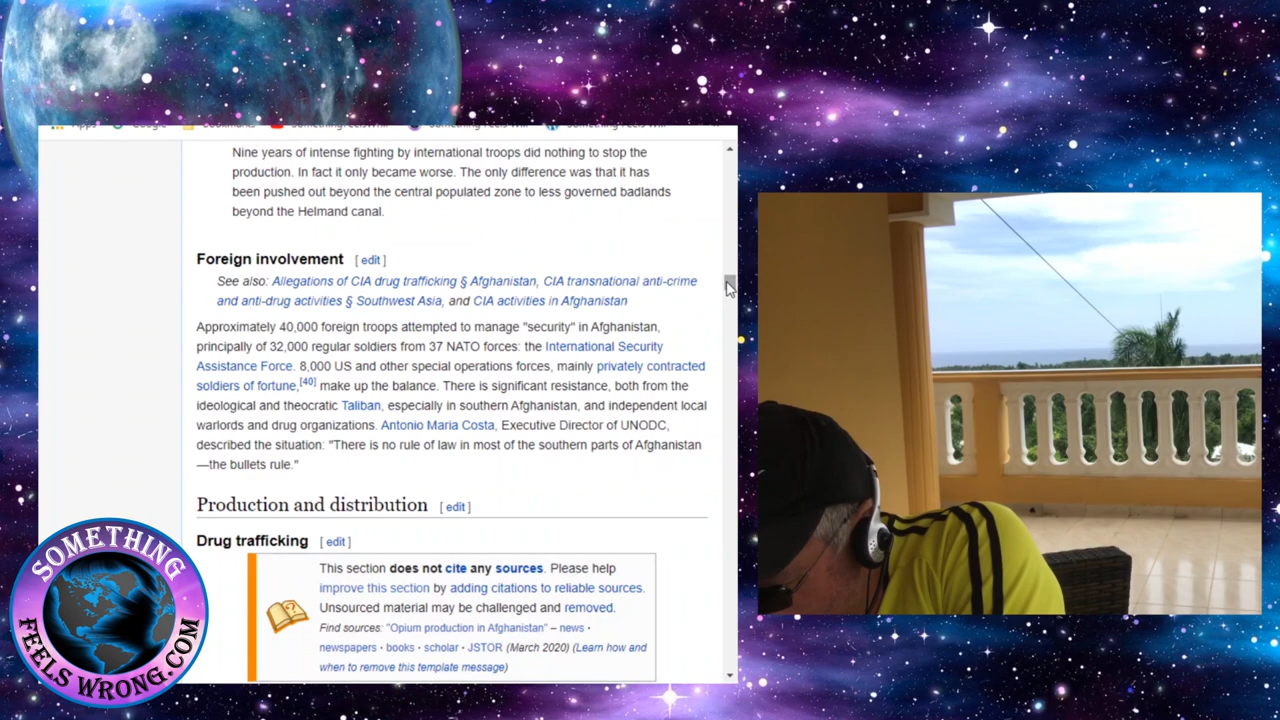 Nine years of intense fighting by international troops did nothing to stop the
production. In fact it only became worse. The only difference was that it has
been pushed out beyond the central populated zone to less governed badlands
beyond the Helmand canal.
Foreign involvement [ edit ]
See also: Allegations of CIA drug trafficking § Afghanistan, CIA transnational anti-crime
and anti-drug activities § Southwest Asia, and CIA activities in Afghanistan
Approximately 40,000 foreign troops attempted to manage "security" in Afghanistan,
principally of 32,000 regular soldiers from 37 NATO forces: the International Security
Assistance Force. 8,000 US and other special operations forces, mainly privately contracted
soldiers of fortune,[40] make up the balance. There is significant resistance, both from the
ideological and theocratic Taliban, especially in southern Afghanistan, and independent local
warlords and drug organizations. Antonio Maria Costa, Executive Director of UNODC,
described the situation: "There is no rule of law in most of the southern parts of Afghanistan
—the bullets rule."
Production and distribution [ edit ]
Drug trafficking [ edit ]
This section does not cite any sources. Please help
improve this section by adding citations to reliable sources.
Unsourced material may be challenged and removed.
Find sources: "Opium production in Afghanistan" – news ·
newspapers · books · scholar · JSTOR (March 2020) (Learn how and
when to remove this template message)
SOMETHING
FEELS WRONG.COM